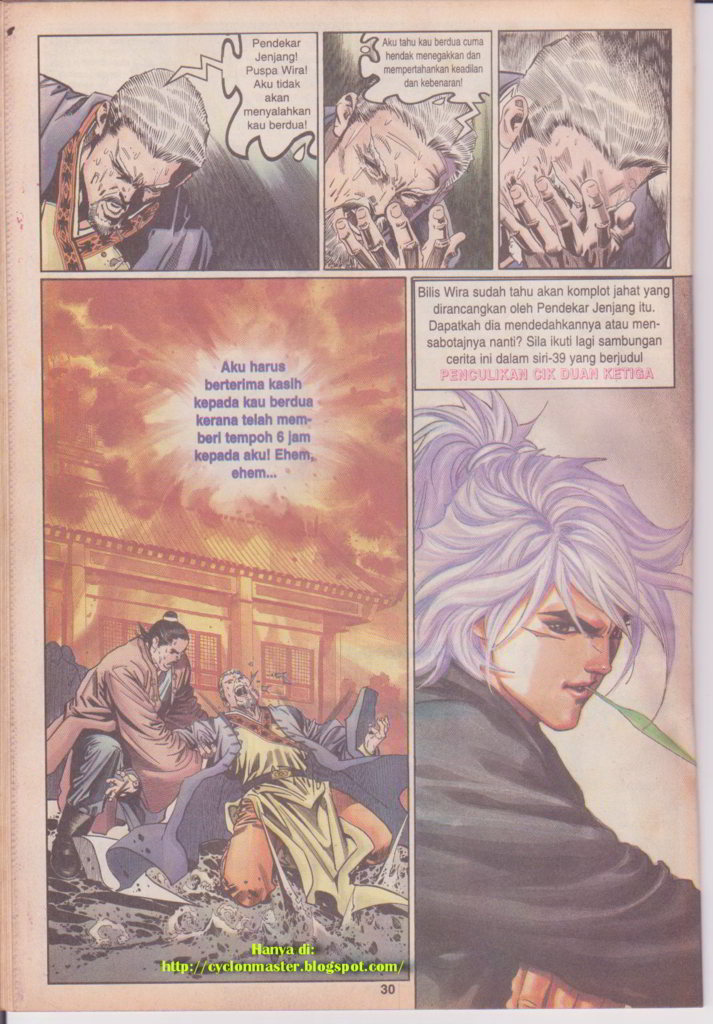 Pendekar
Jenjang!
Puspa Wira!
Aku tidak
akan
menyalahkan
kau berdua!
Aku tahu kau berdua cuma
hendak menegakkan dan
mempertahankan keadilan
dan kebenaran!
Aku harus
berterima kasih
kepada kau berdua
kerana telah mem-
beri tempoh 6 jam
kepada aku! Ehem,
ehem...
Bilis Wira sudah tahu akan komplot jahat yang
dirancangkan oleh Pendekar Jenjang itu.
Dapatkah dia mendedahkannya atau men-
sabotajnya nanti? Sila ikuti lagi sambungan
cerita ini dalam siri-39 yang berjudul
PENCULIKAN CIK DUAN KETIGA
Hanya di:
http://cyclonmaster.blogspot.com/
30